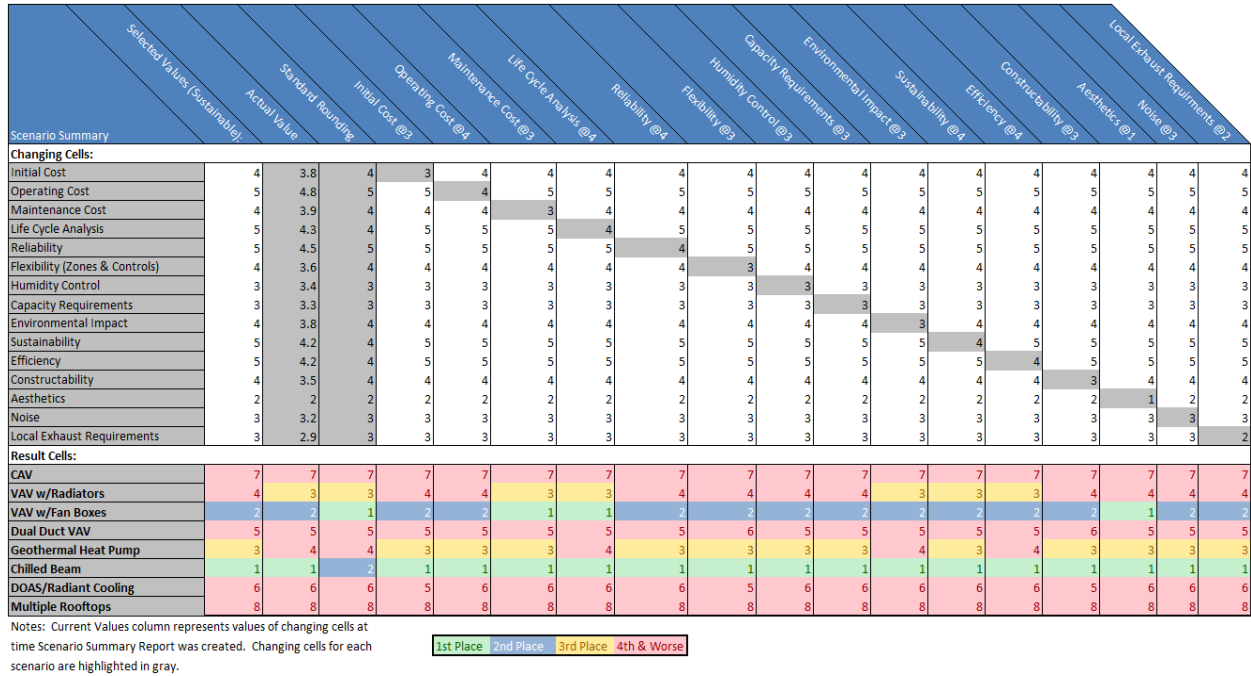 Selected Values (Sustainable):
Actual Value
Standard Rounding
Initial Cost @3
Operating Cost @4
Maintenance Cost @3
Life Cycle Analysis @4
Reliability @4
Flexibility @3
Humidity Control @3
Capacity Requirements @3
Environmental Impact @3
Sustainability @4
Efficiency @4
Constructability @3
Aesthetics @1
Noise @3
Local Exhaust Requirments @2
Scenario Summary
Changing Cells:
Initial Cost 4 3.8 4 3 4 4 4 4 4 4 4 4 4 4 4 4 4 4
Operating Cost 5 4.8 5 5 4 5 5 5 5 5 5 5 5 5 5 5 5 5
Maintenance Cost 4 3.9 4 4 4 3 4 4 4 4 4 4 4 4 4 4 4 4
Life Cycle Analysis 5 4.3 4 5 5 5 4 5 5 5 5 5 5 5 5 5 5 5
Reliability 5 4.5 5 5 5 5 5 4 5 5 5 5 5 5 5 5 5 5
Flexibility (Zones & Controls) 4 3.6 4 4 4 4 4 4 3 4 4 4 4 4 4 4 4 4
Humidity Control 3 3.4 3 3 3 3 3 3 3 3 3 3 3 3 3 3 3 3
Capacity Requirements 3 3.3 3 3 3 3 3 3 3 3 3 3 3 3 3 3 3 3
Environmental Impact 4 3.8 4 4 4 4 4 4 4 4 4 3 4 4 4 4 4 4
Sustainability 5 4.2 4 5 5 5 5 5 5 5 5 5 4 5 5 5 5 5
Efficiency 5 4.2 4 5 5 5 5 5 5 5 5 5 5 4 5 5 5 5
Constructability 4 3.5 4 4 4 4 4 4 4 4 4 4 4 4 3 4 4 4
Aesthetics 2 2 2 2 2 2 2 2 2 2 2 2 2 2 2 1 2 2
Noise 3 3.2 3 3 3 3 3 3 3 3 3 3 3 3 3 3 3 3
Local Exhaust Requirements 3 2.9 3 3 3 3 3 3 3 3 3 3 3 3 3 3 3 2
Result Cells:
CAV 7 7 7 7 7 7 7 7 7 7 7 7 7 7 7 7 7 7
VAV w/Radiators 4 3 3 4 4 3 3 4 4 4 4 3 3 3 4 4 4 4
VAV w/Fan Boxes 2 2 1 2 2 1 1 2 2 2 2 2 2 2 2 1 2 2
Dual Duct VAV 5 5 5 5 5 5 5 5 6 5 5 5 5 5 6 5 5 5
Geothermal Heat Pump 3 4 4 3 3 3 4 3 3 3 3 4 3 4 3 3 3 3
Chilled Beam 1 1 2 1 1 1 1 1 1 1 1 1 1 1 1 1 1 1
DOAS/Radiant Cooling 6 6 6 5 6 6 6 6 5 6 6 6 6 6 5 6 6 6
Multiple Rooftops 8 8 8 8 8 8 8 8 8 8 8 8 8 8 8 8 8 8
Notes: Current Values column represents values of changing cells at
time Scenario Summary Report was created. Changing cells for each
scenario are highlighted in gray.
1st Place 2nd Place 3rd Place 4th & Worse